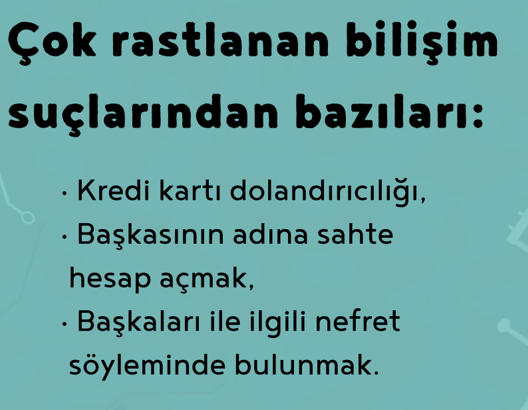 Çok rastlanan bilişim
suçlarından bazıları:
· Kredi kartı dolandırıcılığı,
· Başkasının adına sahte
hesap açmak,
· Başkaları ile ilgili nefret
söyleminde bulunmak.